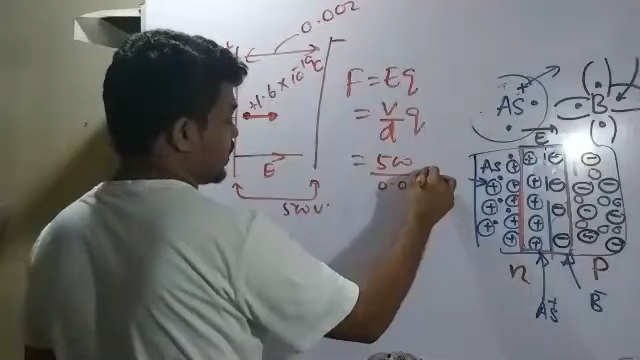 0.002
+1.6 × 10⁻¹⁹C
E
500V.
F = Eq
= V/d q
= 500
0.0
As
+
B
E
As
n
P
As
B